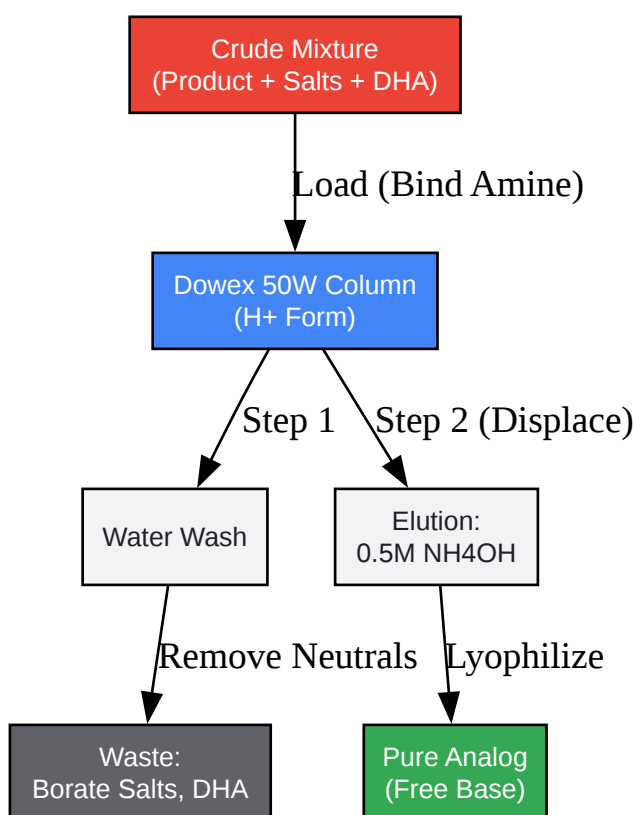 Crude Mixture
(Product + Salts + DHA)
Load (Bind Amine)
Dowex 50W Column
(H+ Form)
Step 1
Step 2 (Displace)
Water Wash
Elution:
0.5M NH4OH
Remove Neutrals
Lyophilize
Waste:
Borate Salts, DHA
Pure Analog
(Free Base)